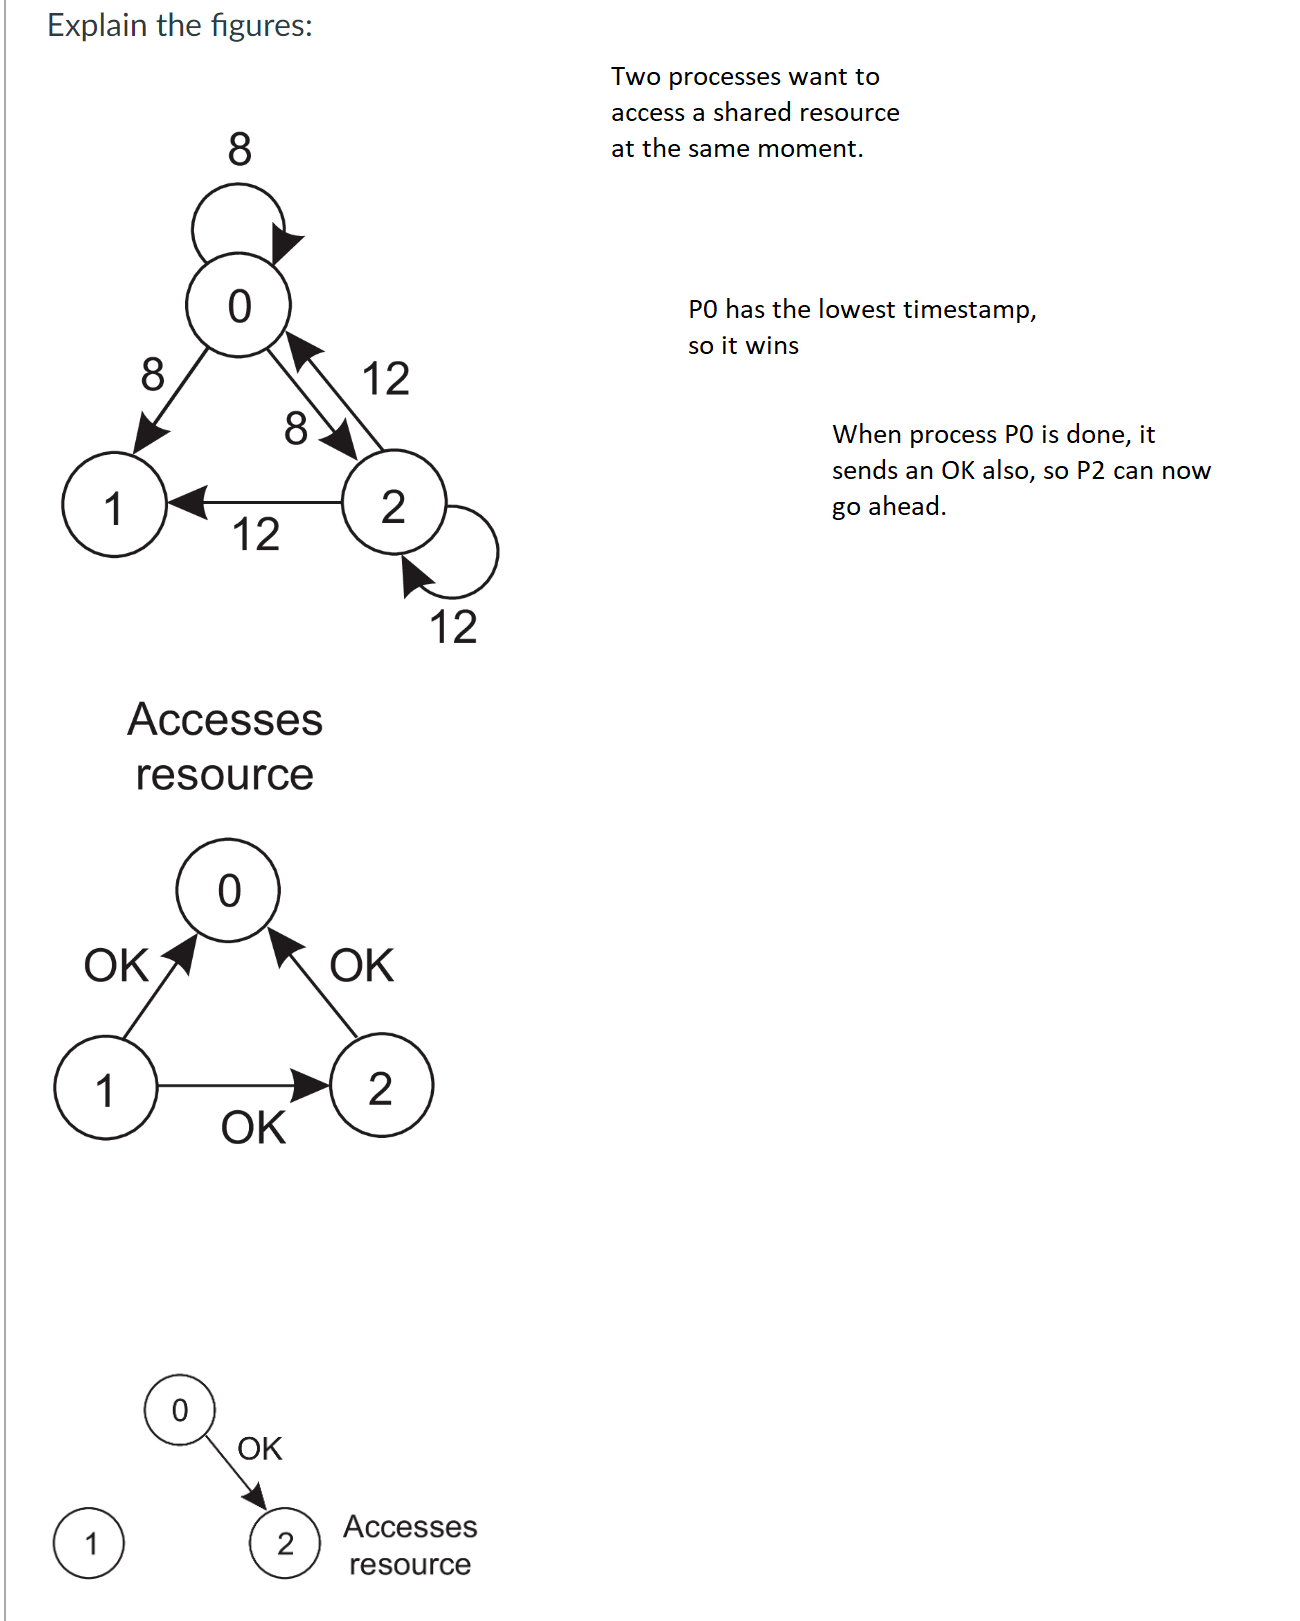 Explain the figures:
Two processes want to
access a shared resource
at the same moment.
8
0
P0 has the lowest timestamp,
so it wins
8
12
8
When process P0 is done, it
sends an OK also, so P2 can now
go ahead.
1
2
12
12
Accesses
resource
0
OK
OK
1
2
OK
0
OK
1
2
Accesses
resource